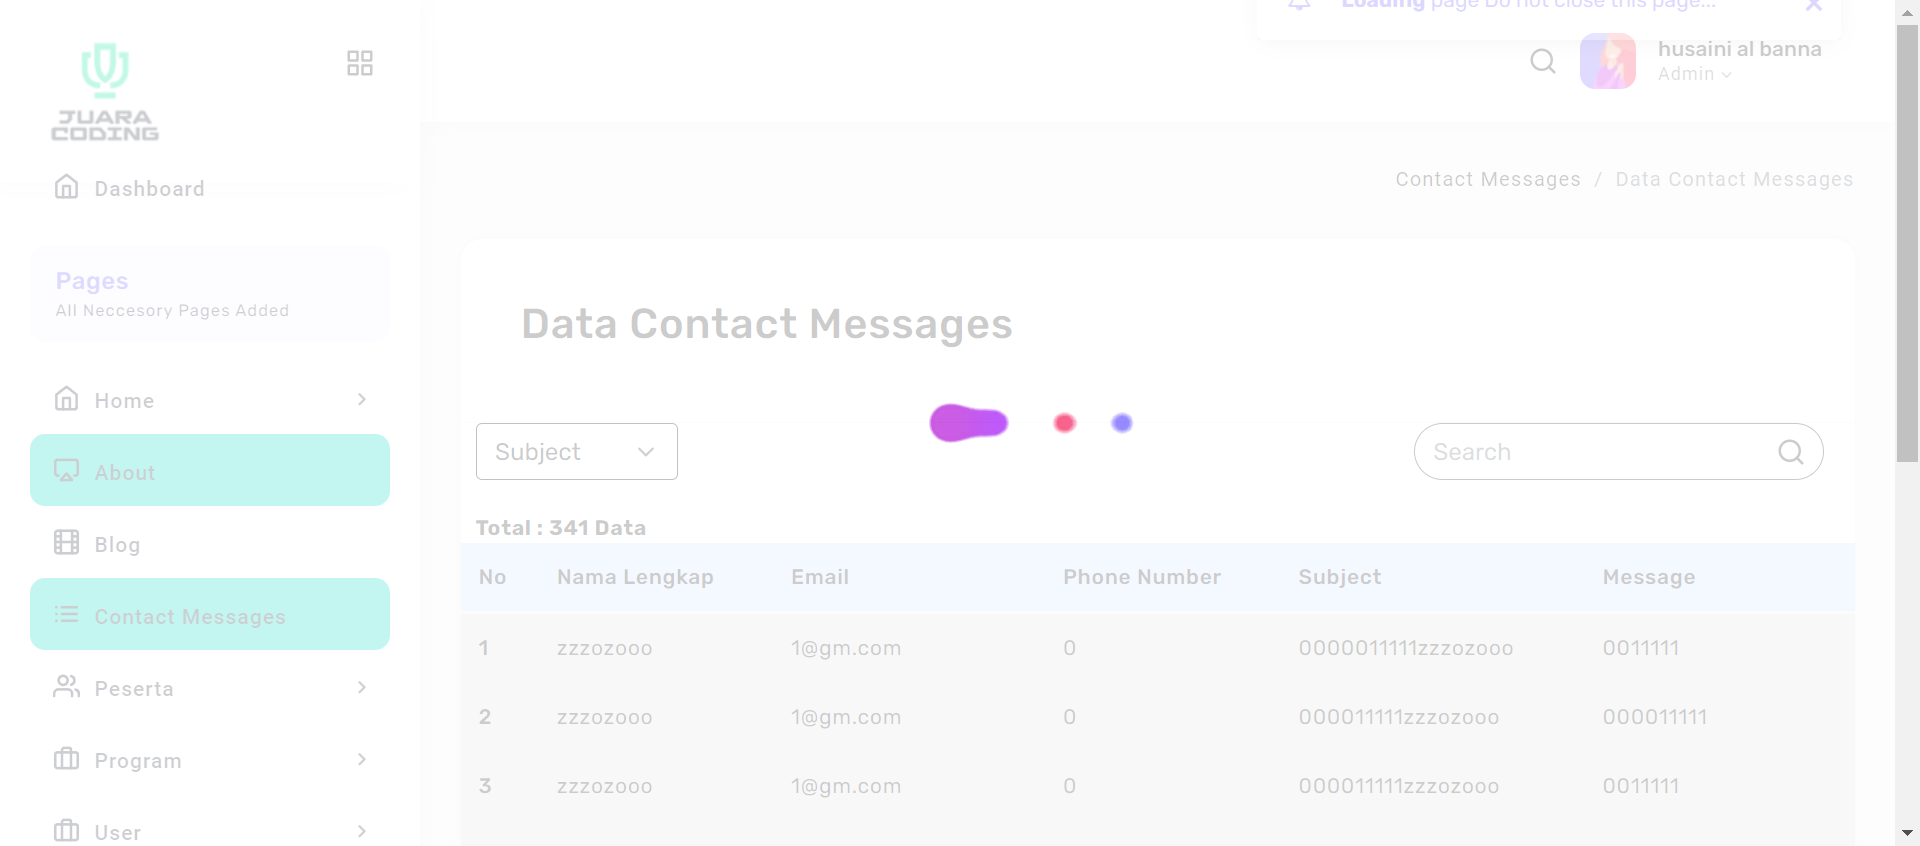 Loading page Do not close this page...
JUARA
CODING
husaini al banna
Admin
Dashboard
Contact Messages / Data Contact Messages
Pages
All Neccesory Pages Added
Data Contact Messages
Home
About
Blog
Contact Messages
Peserta
Program
User
Subject
Search
Total : 341 Data
No Nama Lengkap Email Phone Number Subject Message
1 zzzozooo 1@gm.com 0 0000011111zzzozooo 0011111
2 zzzozooo 1@gm.com 0 000011111zzzozooo 000011111
3 zzzozooo 1@gm.com 0 000011111zzzozooo 0011111